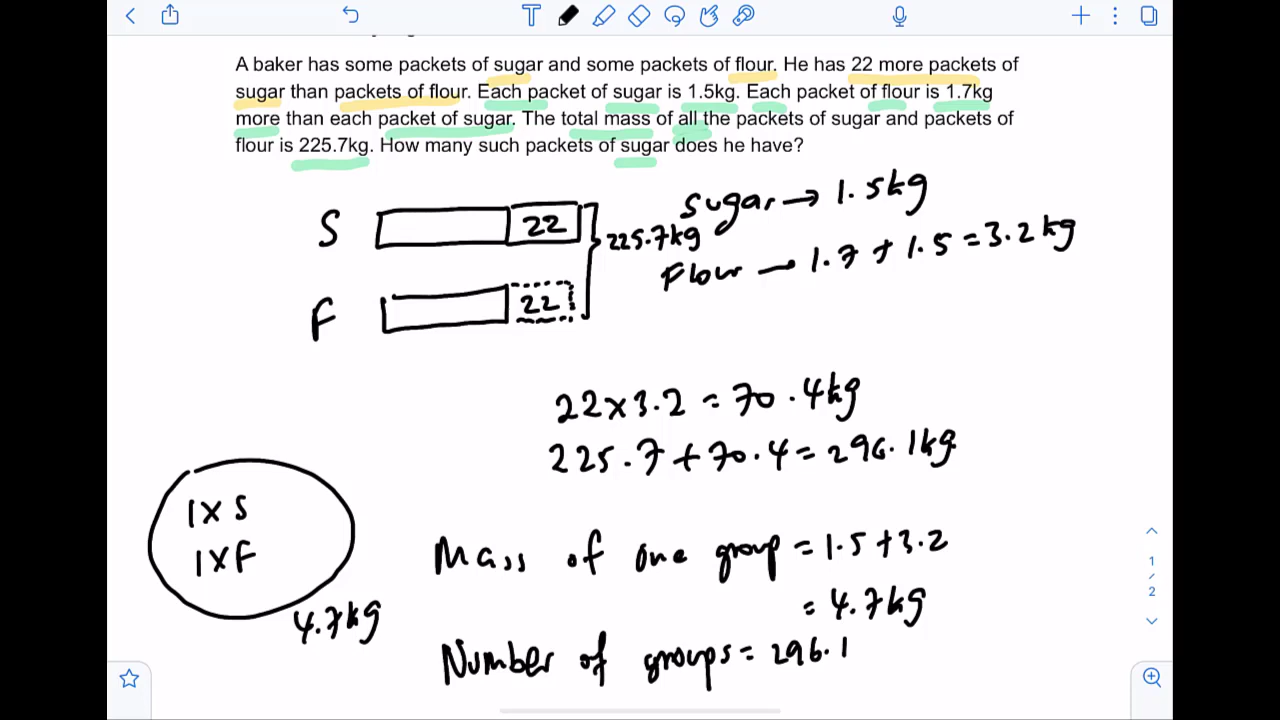 A baker has some packets of sugar and some packets of flour. He has 22 more packets of
sugar than packets of flour. Each packet of sugar is 1.5kg. Each packet of flour is 1.7kg
more than each packet of sugar. The total mass of all the packets of sugar and packets of
flour is 225.7kg. How many such packets of sugar does he have?
S 22
225.7kg
F 22
Sugar → 1.5kg
Flour → 1.7 + 1.5 = 3.2kg
22 x 3.2 = 70.4kg
225.7 + 70.4 = 296.1kg
1 x S
1 x F
4.7kg
Mass of one group = 1.5 + 3.2
= 4.7kg
Number of groups = 296.1
1
/
2